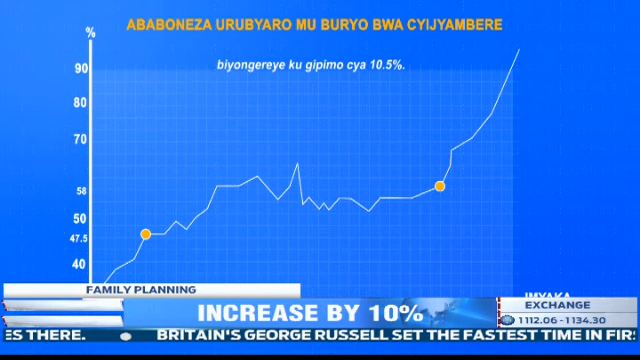 ABABONEZA URUBYARO MU BURYO BWA CYIJYAMBERE
%
biyongereye ku gipimo cya 10.5%.
90
80
70
58
50
47.5
40
IMYAKA
FAMILY PLANNING
INCREASE BY 10%
EXCHANGE
1112.06 - 1134.30
ES THERE. BRITAIN'S GEORGE RUSSELL SET THE FASTEST TIME IN FIR